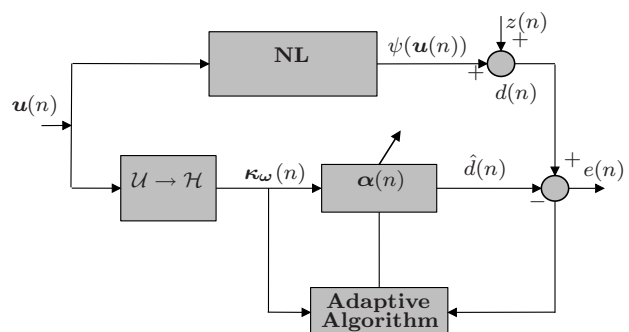 z(n)
+
NL
ψ(u(n))
+
d(n)
u(n)
+
𝒰 → ℋ
κ_ω(n)
α(n)
d̂(n)
e(n)
−
Adaptive
Algorithm